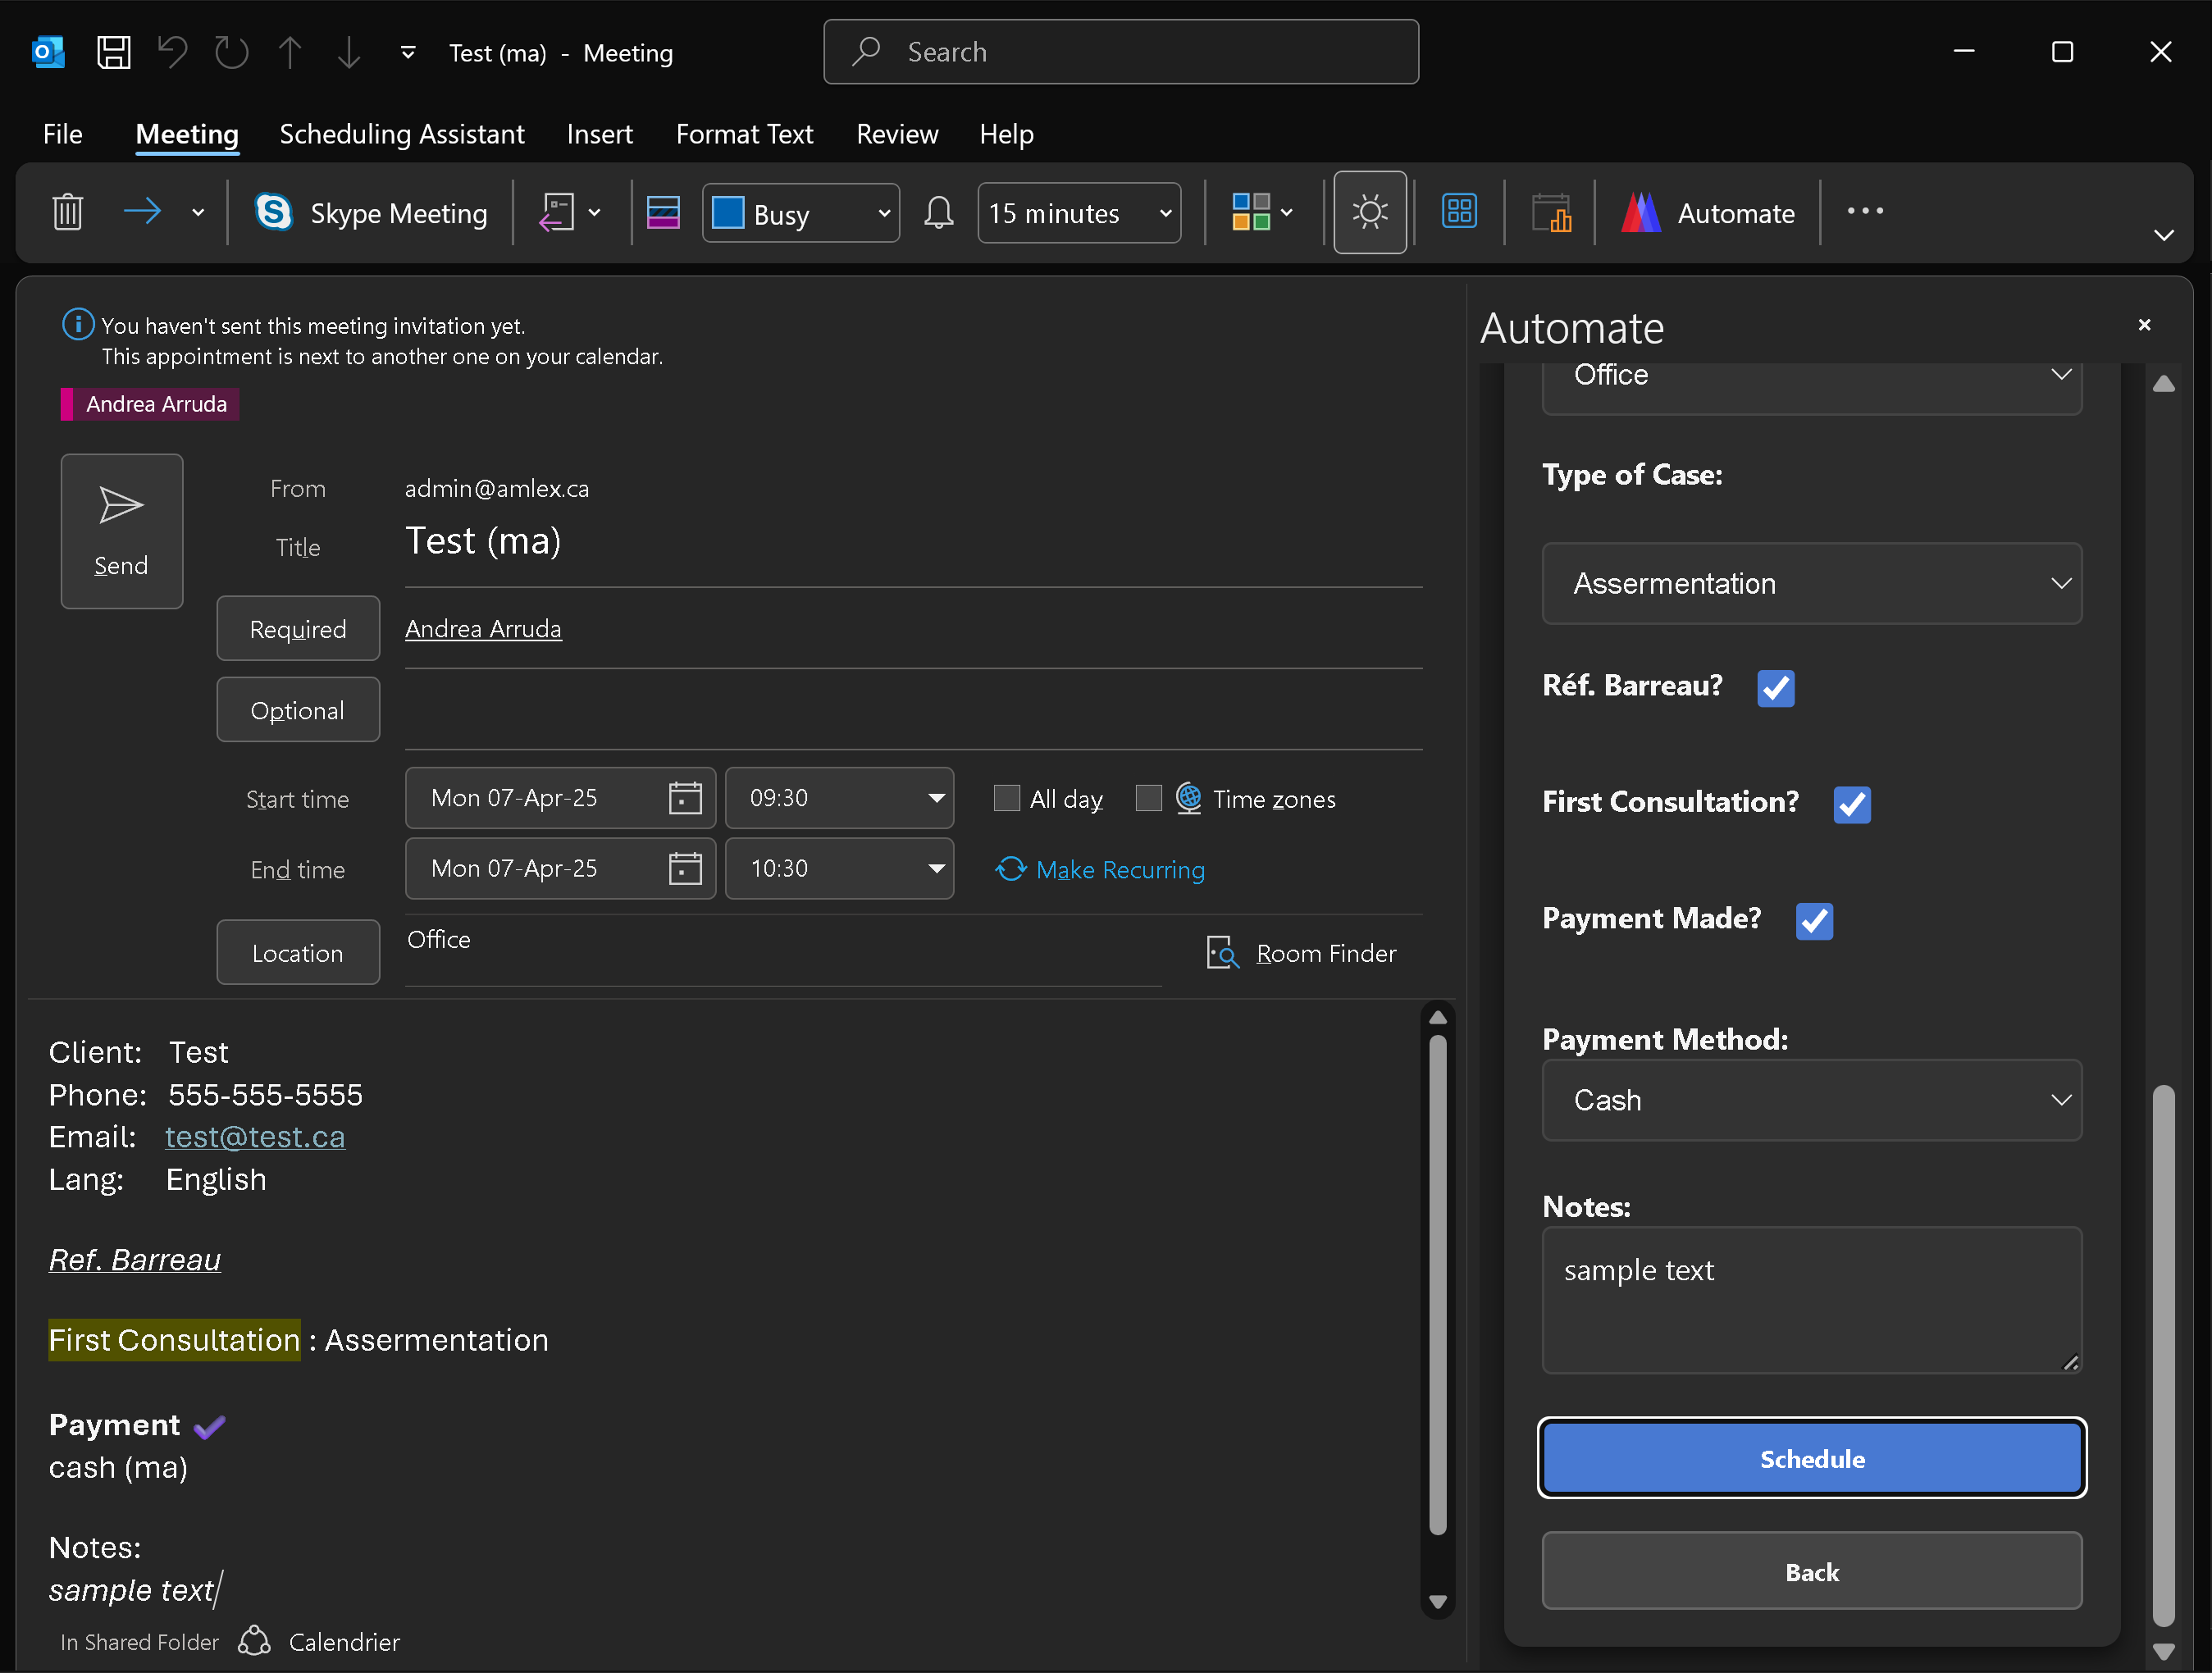 Test (ma) - Meeting
Search
File Meeting Scheduling Assistant Insert Format Text Review Help
Skype Meeting Busy 15 minutes Automate
You haven't sent this meeting invitation yet.
This appointment is next to another one on your calendar.
Andrea Arruda
Send
From admin@amlex.ca
Title Test (ma)
Required Andrea Arruda
Optional
Start time Mon 07-Apr-25 09:30 All day Time zones
End time Mon 07-Apr-25 10:30 Make Recurring
Location Office Room Finder
Client: Test
Phone: 555-555-5555
Email: test@test.ca
Lang: English
Ref. Barreau
First Consultation : Assermentation
Payment
cash (ma)
Notes:
sample text
In Shared Folder Calendrier
Automate
Office
Type of Case:
Assermentation
Réf. Barreau?
First Consultation?
Payment Made?
Payment Method:
Cash
Notes:
sample text
Schedule
Back